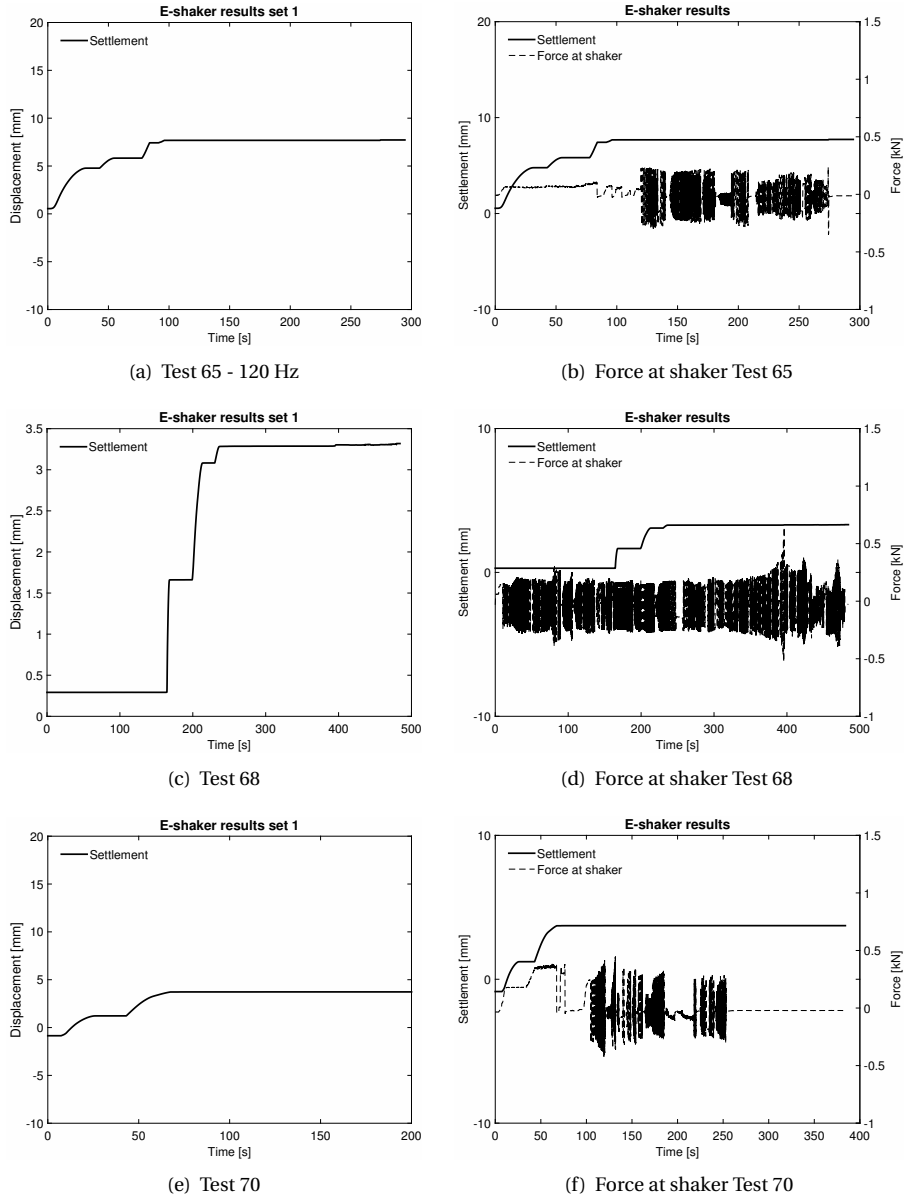 E-shaker results set 1
Settlement
Displacement [mm]
20
15
10
5
0
-5
-10
0 50 100 150 200 250 300
Time [s]
(a) Test 65 - 120 Hz
E-shaker results
Settlement
Force at shaker
Settlement [mm]
20
10
0
-10
1.5
1
0.5
0
-0.5
-1
Force [kN]
0 50 100 150 200 250 300
Time [s]
(b) Force at shaker Test 65
E-shaker results set 1
Settlement
Displacement [mm]
3.5
3
2.5
2
1.5
1
0.5
0
0 100 200 300 400 500
Time [s]
(c) Test 68
E-shaker results
Settlement
Force at shaker
Settlement [mm]
10
0
-10
1.5
1
0.5
0
-0.5
-1
Force [kN]
0 100 200 300 400 500
Time [s]
(d) Force at shaker Test 68
E-shaker results set 1
Settlement
Displacement [mm]
20
15
10
5
0
-5
-10
0 50 100 150 200
Time [s]
(e) Test 70
E-shaker results
Settlement
Force at shaker
Settlement [mm]
10
0
-10
1.5
1
0.5
0
-0.5
-1
Force [kN]
0 50 100 150 200 250 300 350 400
Time [s]
(f) Force at shaker Test 70